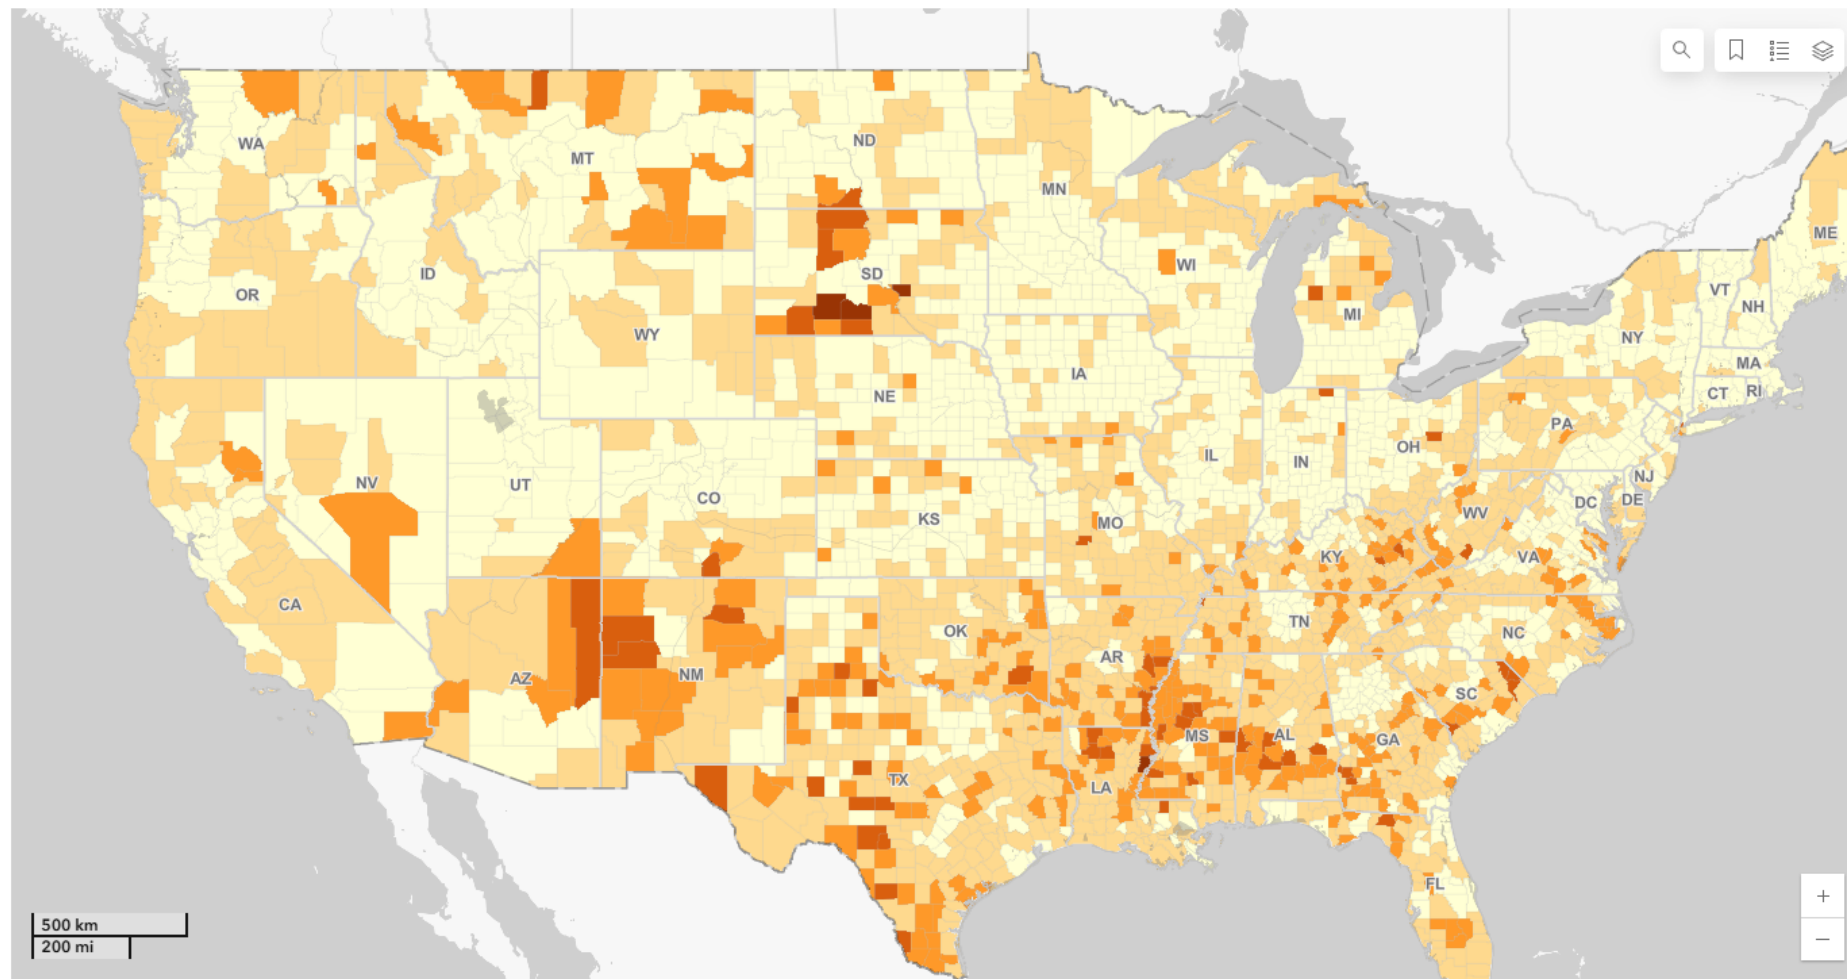 WA
MT
ND
MN
ME
OR
ID
SD
WI
MI
VT
NH
NY
WY
MA
CT
RI
IA
NE
PA
OH
IL
IN
NV
UT
CO
NJ
DE
DC
KS
MO
WV
KY
VA
CA
OK
TN
NC
AR
AZ
NM
SC
MS
AL
GA
TX
LA
FL
500 km
200 mi
+
−